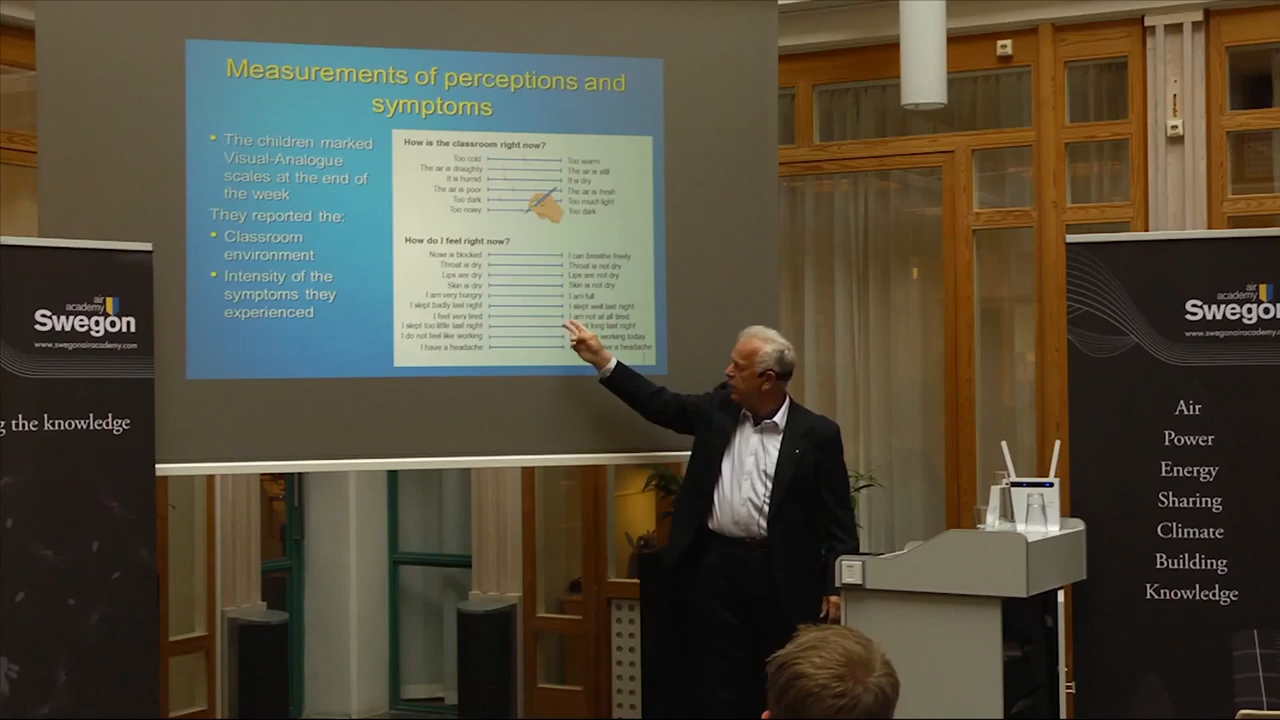 Measurements of perceptions and
symptoms
• The children marked
Visual-Analogue
scales at the end of
the week
They reported the:
• Classroom
environment
• Intensity of the
symptoms they
experienced
How is the classroom right now?
Too cold Too warm
The air is draughty The air is still
It is humid It is dry
The air is poor The air is fresh
Too dark Too much light
Too noisy Too dark
How do I feel right now?
Nose is blocked I can breathe freely
Throat is dry Throat is not dry
Lips are dry Lips are not dry
Skin is dry Skin is not dry
I am very hungry I am full
I slept badly last night I slept well last night
I feel very tired I am not at all tired
I slept too little last night long last night
I do not feel like working working today
I have a headache have a headache
air
academy
Swegon
www.swegonairacademy.com
g the knowledge
air
academy
Swego
www.swegonairacademy.
Air
Power
Energy
Sharing
Climate
Building
Knowledge